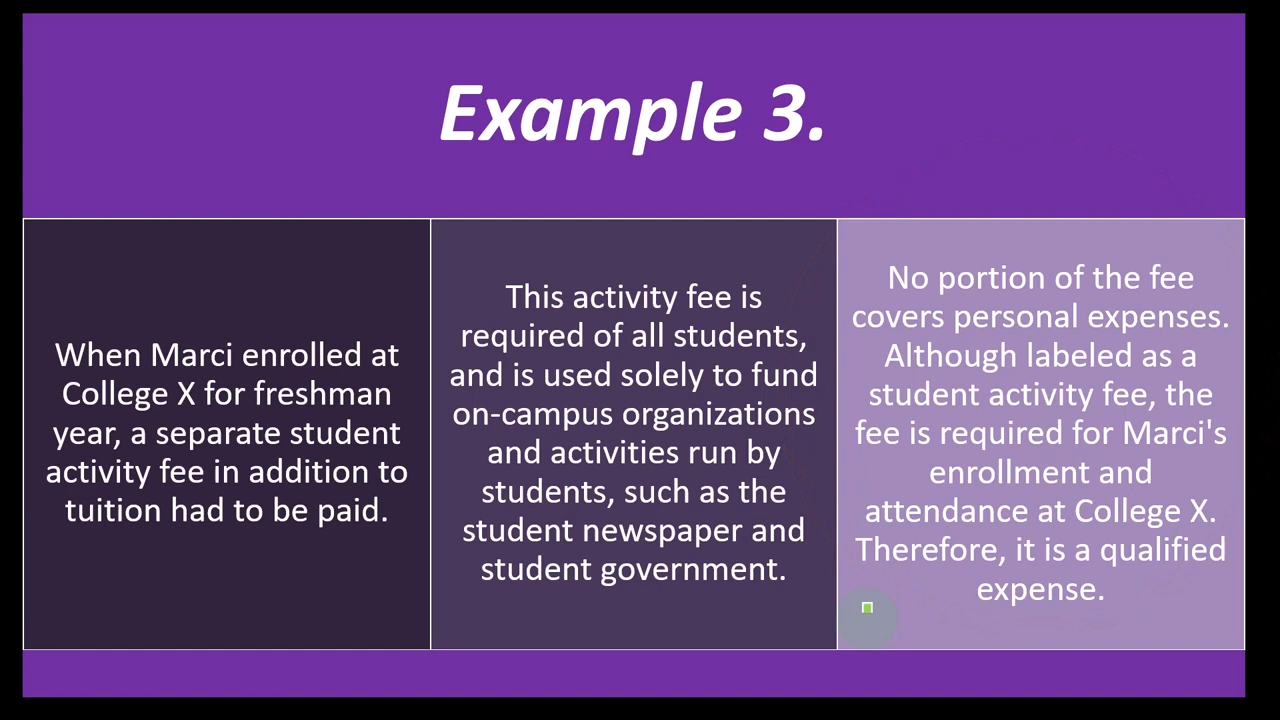 Example 3.
When Marci enrolled at
College X for freshman
year, a separate student
activity fee in addition to
tuition had to be paid.
This activity fee is
required of all students,
and is used solely to fund
on-campus organizations
and activities run by
students, such as the
student newspaper and
student government.
No portion of the fee
covers personal expenses.
Although labeled as a
student activity fee, the
fee is required for Marci's
enrollment and
attendance at College X.
Therefore, it is a qualified
expense.